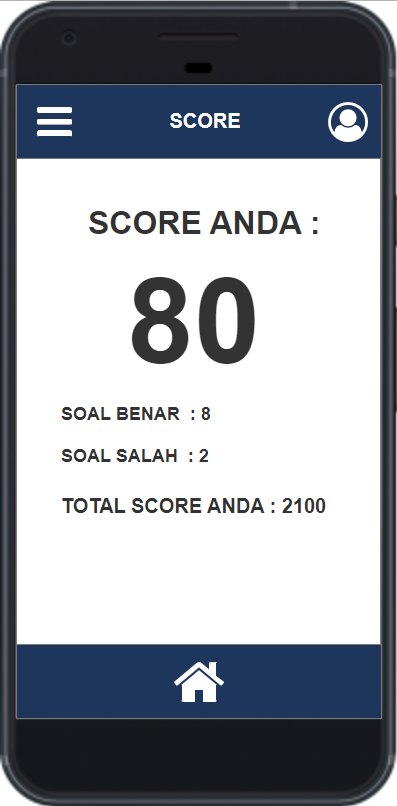 SCORE
SCORE ANDA :
80
SOAL BENAR : 8
SOAL SALAH : 2
TOTAL SCORE ANDA : 2100